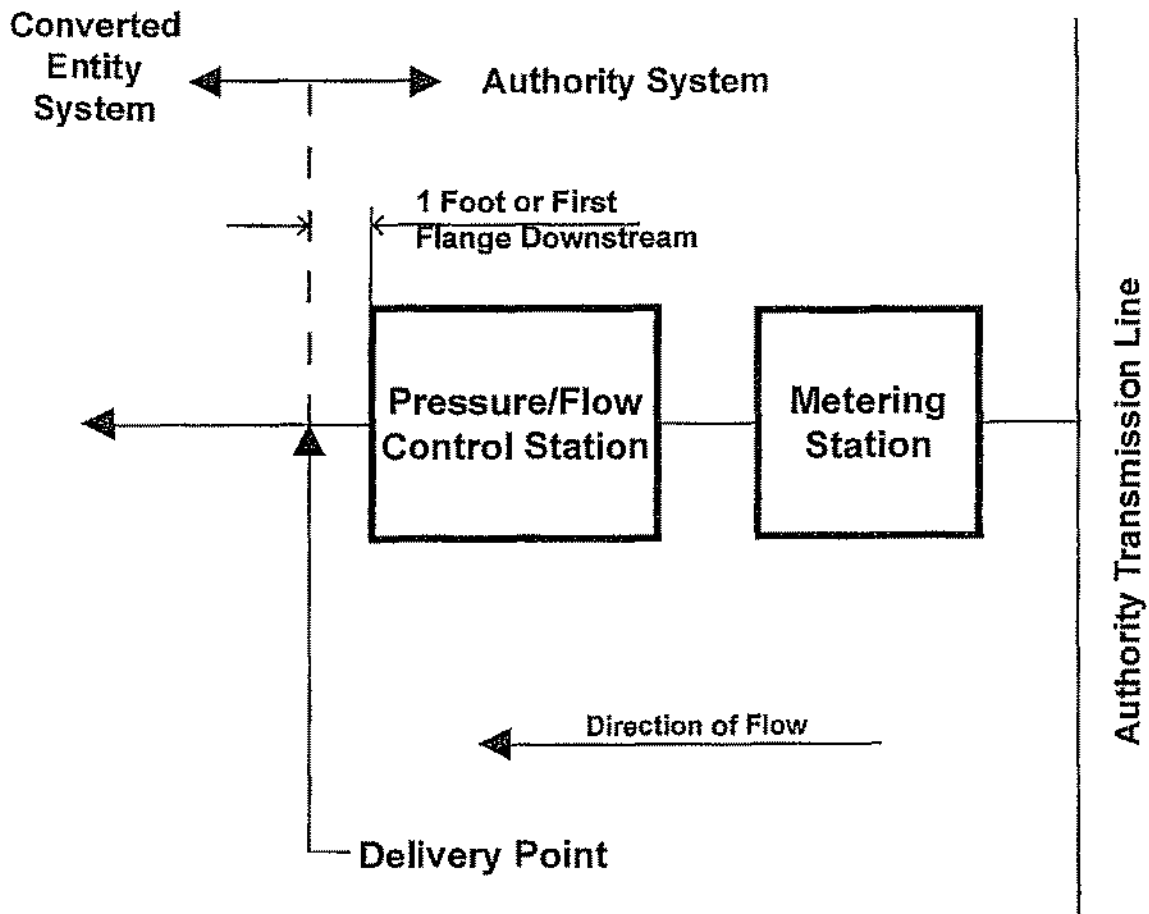 Converted
Entity
System
Authority System
1 Foot or First
Flange Downstream
Pressure/Flow
Control Station
Metering
Station
Authority Transmission Line
Direction of Flow
Delivery Point